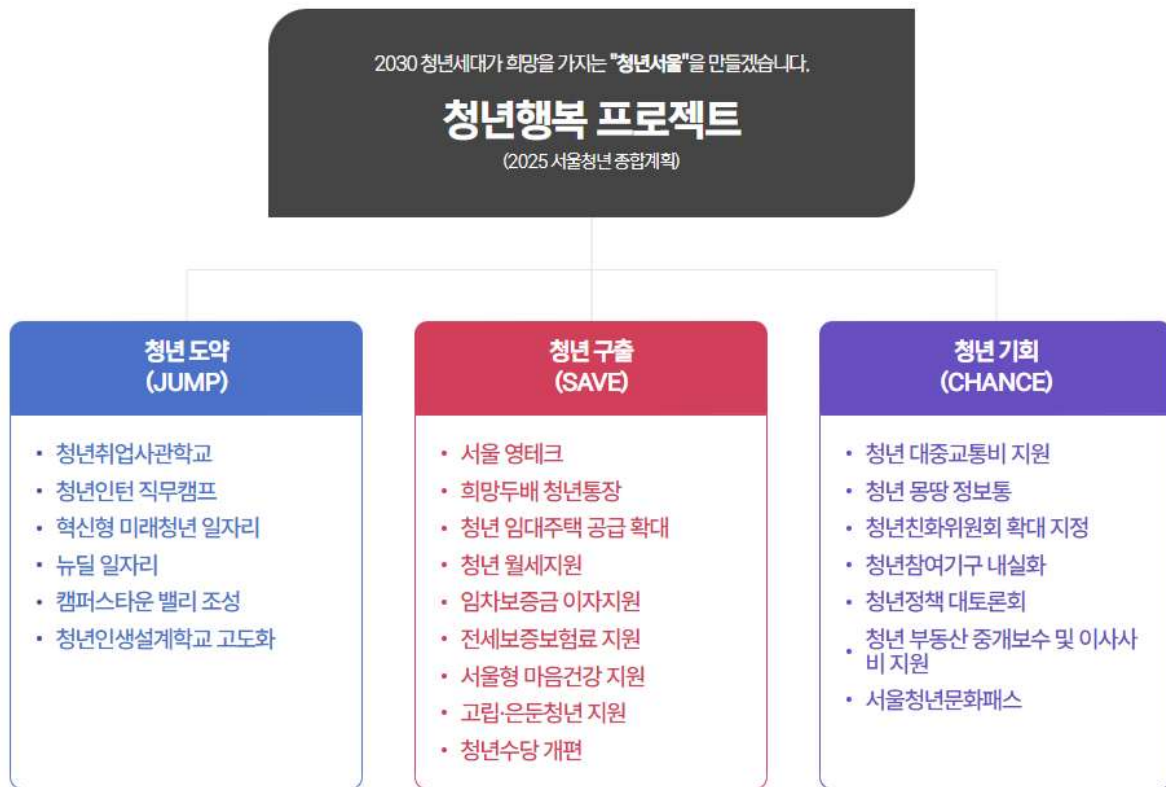 2030 청년세대가 희망을 가지는 "청년서울"을 만들겠습니다.
청년행복 프로젝트
(2025 서울청년 종합계획)
청년 도약
(JUMP)
• 청년취업사관학교
• 청년인턴 직무캠프
• 혁신형 미래청년 일자리
• 뉴딜 일자리
• 캠퍼스타운 밸리 조성
• 청년인생설계학교 고도화
청년 구출
(SAVE)
• 서울 영테크
• 희망두배 청년통장
• 청년 임대주택 공급 확대
• 청년 월세지원
• 임차보증금 이자지원
• 전세보증보험료 지원
• 서울형 마음건강 지원
• 고립·은둔청년 지원
• 청년수당 개편
청년 기회
(CHANCE)
• 청년 대중교통비 지원
• 청년 몽땅 정보통
• 청년친화위원회 확대 지정
• 청년참여기구 내실화
• 청년정책 대토론회
• 청년 부동산 중개보수 및 이사사
비 지원
• 서울청년문화패스